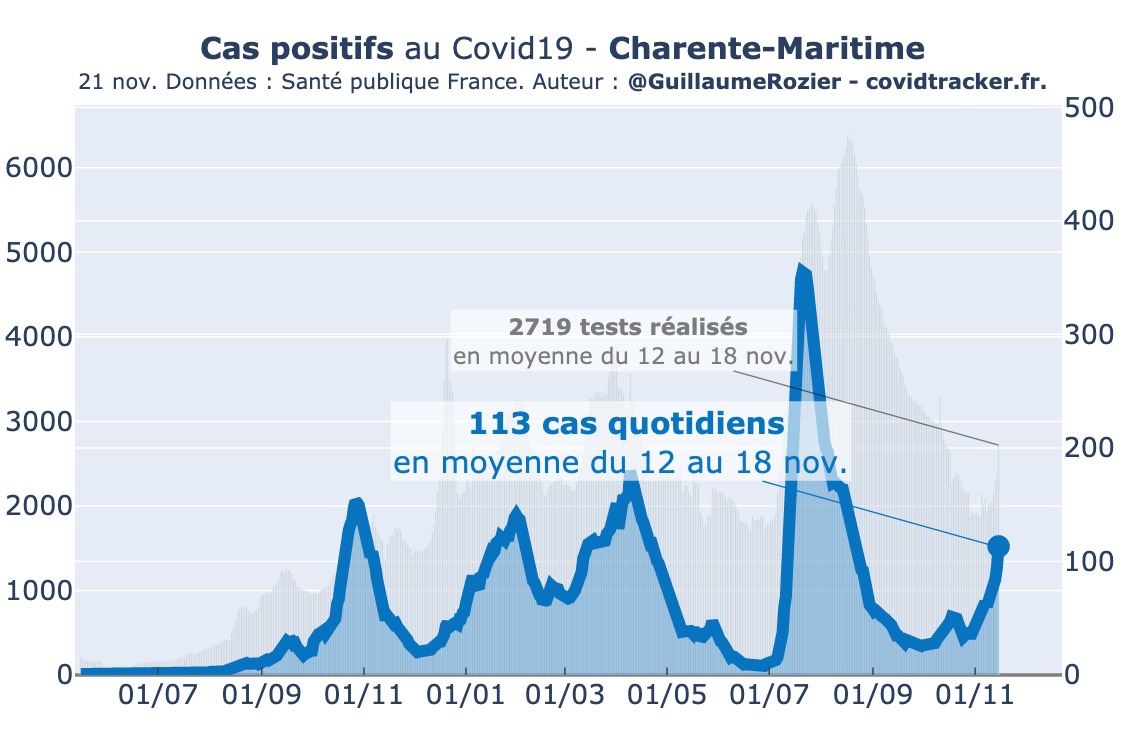 Cas positifs au Covid19 - Charente-Maritime
21 nov. Données : Santé publique France. Auteur : @GuillaumeRozier - covidtracker.fr.
500
6000
400
5000
2719 tests réalisés
en moyenne du 12 au 18 nov.
4000
300
113 cas quotidiens
en moyenne du 12 au 18 nov.
3000
200
2000
100
1000
0
0
01/07 01/09 01/11 01/01 01/03 01/05 01/07 01/09 01/11